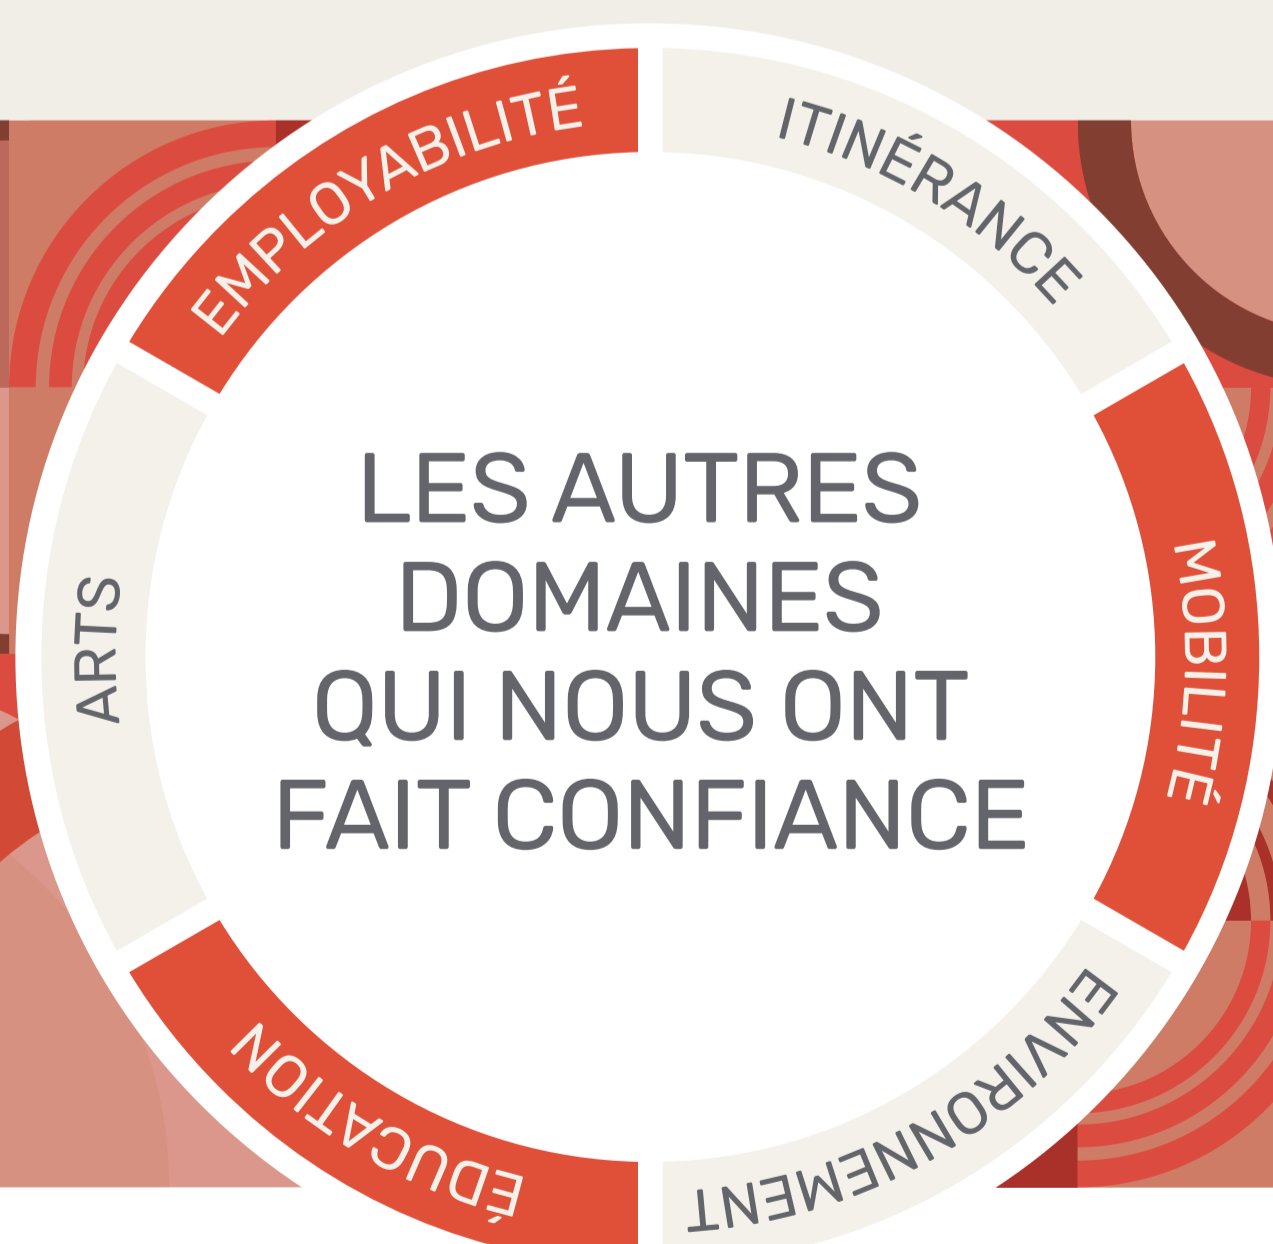 EMPLOYABILITÉ
ITINÉRANCE
MOBILITÉ
ENVIRONNEMENT
ÉDUCATION
ARTS
LES AUTRES
DOMAINES
QUI NOUS ONT
FAIT CONFIANCE